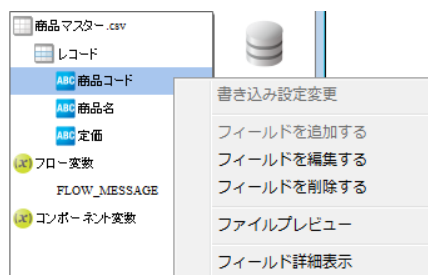 商品マスター.csv
レコード
ABC 商品コード
ABC 商品名
ABC 定価
(x) フロー変数
FLOW_MESSAGE
(x) コンポーネント変数
書き込み設定変更
フィールドを追加する
フィールドを編集する
フィールドを削除する
ファイルプレビュー
フィールド詳細表示